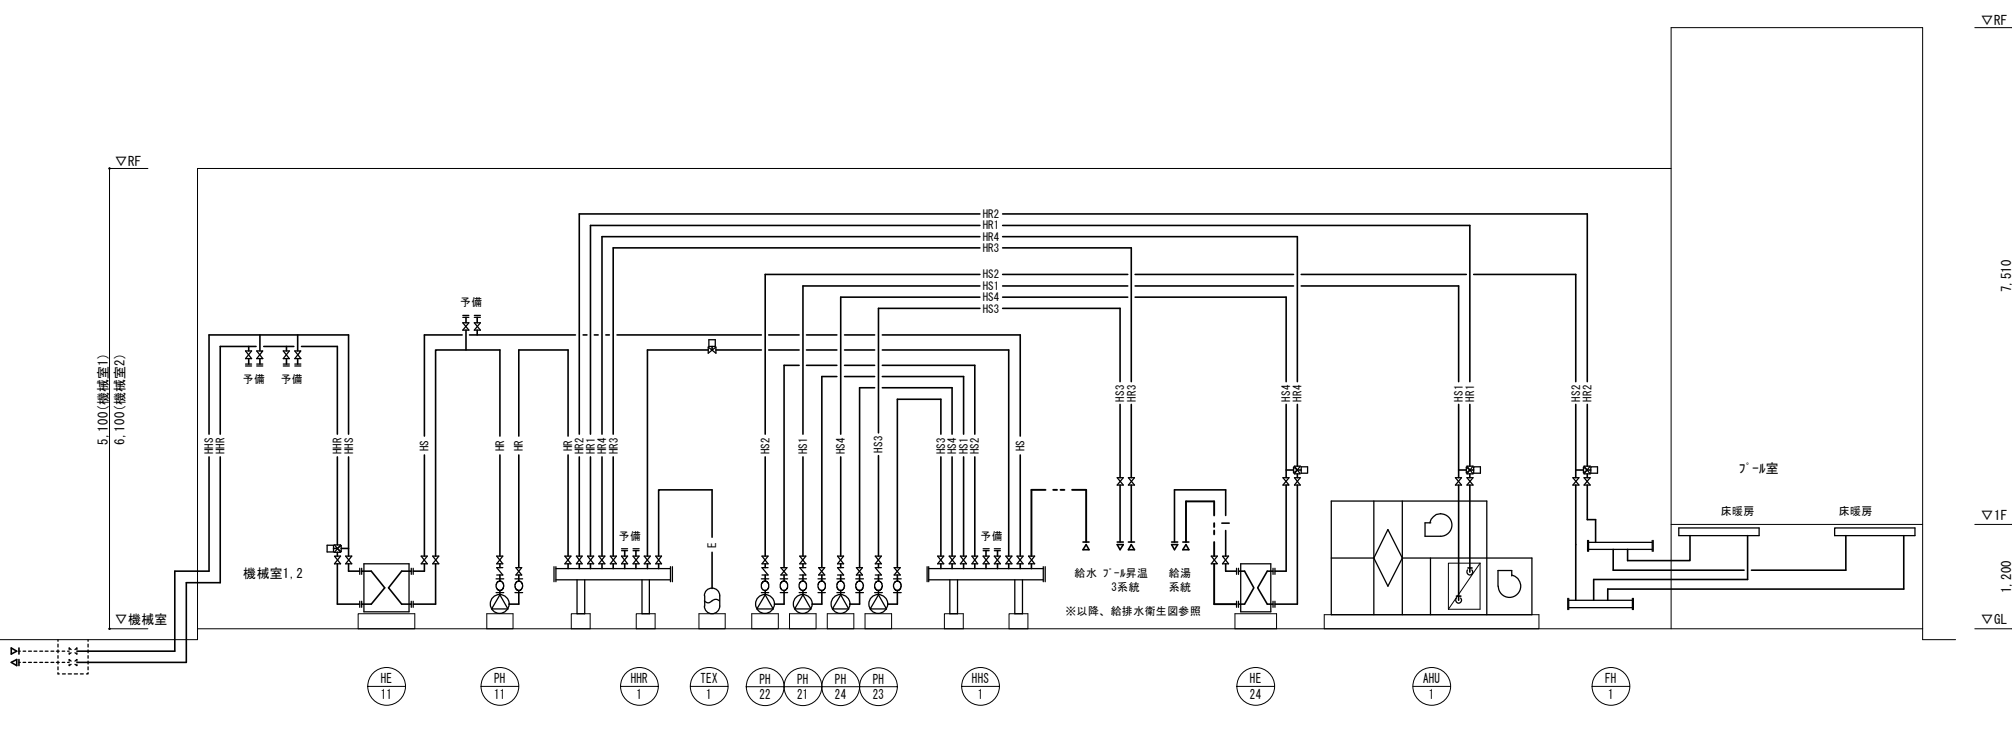 ▽RF
▽RF
HR2
HR1
HR4
HR3
HS2
HS1
HS4
HS3
7,510
予備
5,100(機械室1)
6,100(機械室2)
予備
予備
HS3
HR3
HS4
HR4
HS1
HR1
HS2
HR2
HHS
HHR
HHR
HHS
HS
HR
HR
HR
HR2
HR1
HR4
HR3
HS2
HS1
HS4
HS3
HS3
HS4
HS1
HS2
HS
プール室
床暖房
床暖房
▽1F
予備
予備
E
機械室1,2
給水
プール昇温
3系統
給湯
系統
1,200
※以降、給排水衛生図参照
▽機械室
▽GL
HE
11
PH
11
HHR
1
TEX
1
PH
22
PH
21
PH
24
PH
23
HHS
1
HE
24
AHU
1
FH
1